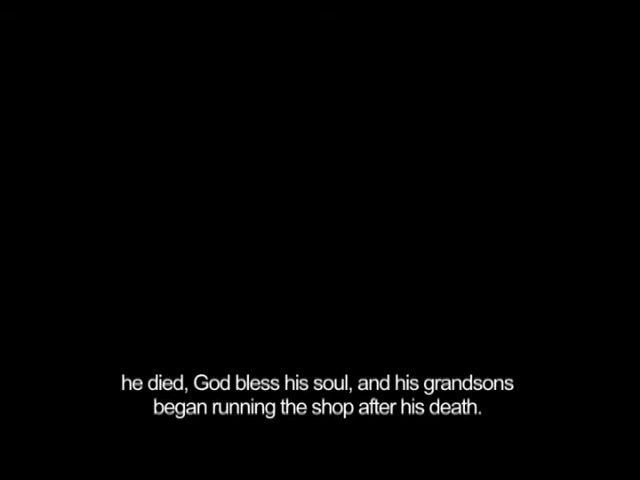 he died, God bless his soul, and his grandsons
began running the shop after his death.